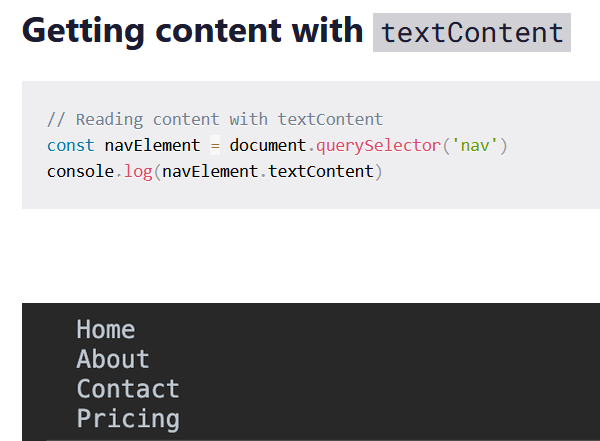 Getting content with textContent
// Reading content with textContent
const navElement = document.querySelector('nav')
console.log(navElement.textContent)
Home
About
Contact
Pricing